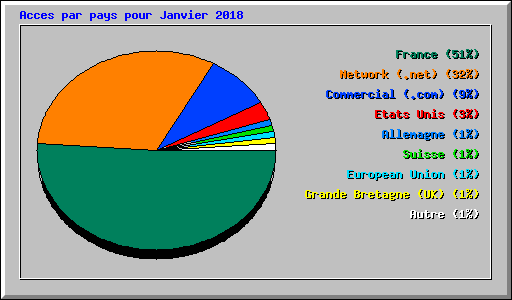 Acces par pays pour Janvier 2018
France (51%)
Network (.net) (32%)
Commercial (.com) (9%)
Etats Unis (3%)
Allemagne (1%)
Suisse (1%)
European Union (1%)
Grande Bretagne (UK) (1%)
Autre (1%)